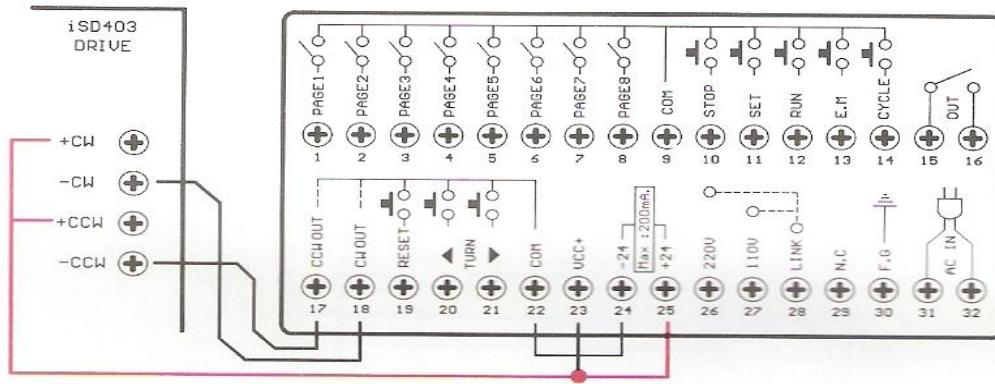 iSD403
DRIVE
+CW
-CW
+CCW
-CCW
PAGE1
PAGE2
PAGE3
PAGE4
PAGE5
PAGE6
PAGE7
PAGE8
COM
STOP
SET
RUN
E.M
CYCLE
OUT
1 2 3 4 5 6 7 8 9 10 11 12 13 14 15 16
CCW OUT
CW OUT
RESET
TURN
COM
VCC+
-24
Max :200mA.
+24
220V
110V
LINK
N.C
F.G
AC IN
17 18 19 20 21 22 23 24 25 26 27 28 29 30 31 32